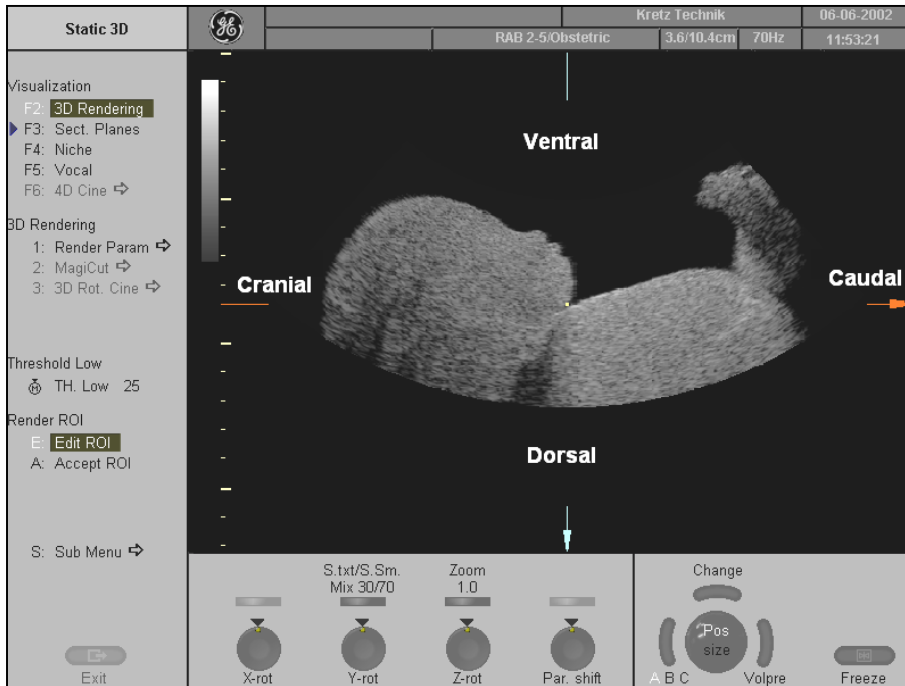 Static 3D
GE
Kretz Technik
06-06-2002
RAB 2-5/Obstetric
3.6/10.4cm
70Hz
11:53:21
Visualization
F2: 3D Rendering
F3: Sect. Planes
F4: Niche
F5: Vocal
F6: 4D Cine
3D Rendering
1: Render Param
2: MagiCut
3: 3D Rot. Cine
Threshold Low
TH. Low 25
Render ROI
E: Edit ROI
A: Accept ROI
S: Sub Menu
Exit
Ventral
Cranial
Caudal
Dorsal
S.txt/S.Sm.
Mix 30/70
Zoom
1.0
X-rot
Y-rot
Z-rot
Par. shift
Change
Pos
size
A B C
Volpre
Freeze